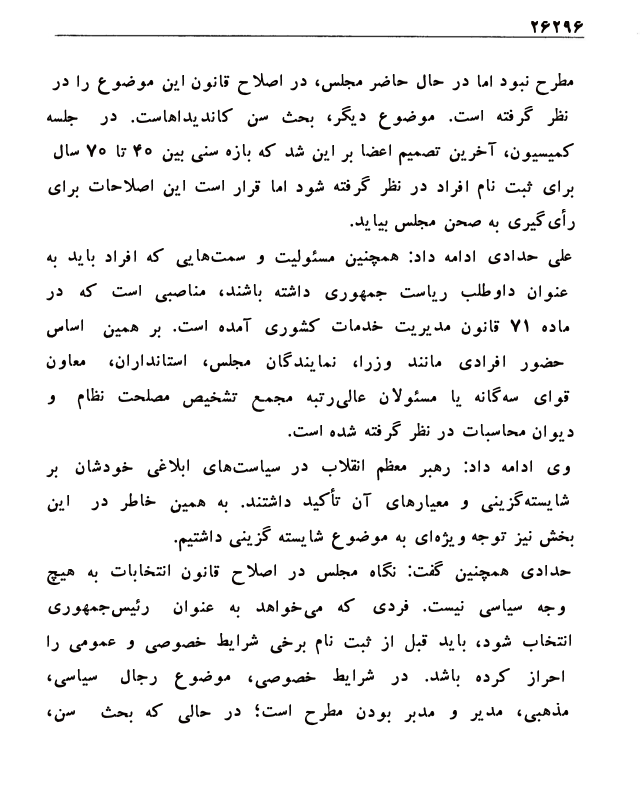 ۲۶۲۹۶
مطرح نبود اما در حال حاضر مجلس، در اصلاح قانون این موضوع را در
نظر گرفته است. موضوع دیگر، بحث سن کاندیداهاست. در جلسه
کمیسیون، آخرین تصمیم اعضا بر این شد که بازه سنی بین ۴۰ تا ۷۰ سال
برای ثبت نام افراد در نظر گرفته شود اما قرار است این اصلاحات برای
رأی‌گیری به صحن مجلس بیاید.
علی حدادی ادامه داد: همچنین مسئولیت و سمت‌هایی که افراد باید به
عنوان داوطلب ریاست جمهوری داشته باشند، مناصبی است که در
ماده ۷۱ قانون مدیریت خدمات کشوری آمده است. بر همین اساس
حضور افرادی مانند وزرا، نمایندگان مجلس، استانداران، معاون
قوای سه‌گانه یا مسئولان عالی‌رتبه مجمع تشخیص مصلحت نظام و
دیوان محاسبات در نظر گرفته شده است.
وی ادامه داد: رهبر معظم انقلاب در سیاست‌های ابلاغی خودشان بر
شایسته‌گزینی و معیارهای آن تأکید داشتند. به همین خاطر در این
بخش نیز توجه ویژه‌ای به موضوع شایسته گزینی داشتیم.
حدادی همچنین گفت: نگاه مجلس در اصلاح قانون انتخابات به هیچ
وجه سیاسی نیست. فردی که می‌خواهد به عنوان رئیس‌جمهوری
انتخاب شود، باید قبل از ثبت نام برخی شرایط خصوصی و عمومی را
احراز کرده باشد. در شرایط خصوصی، موضوع رجال سیاسی،
مذهبی، مدیر و مدبر بودن مطرح است؛ در حالی که بحث سن،